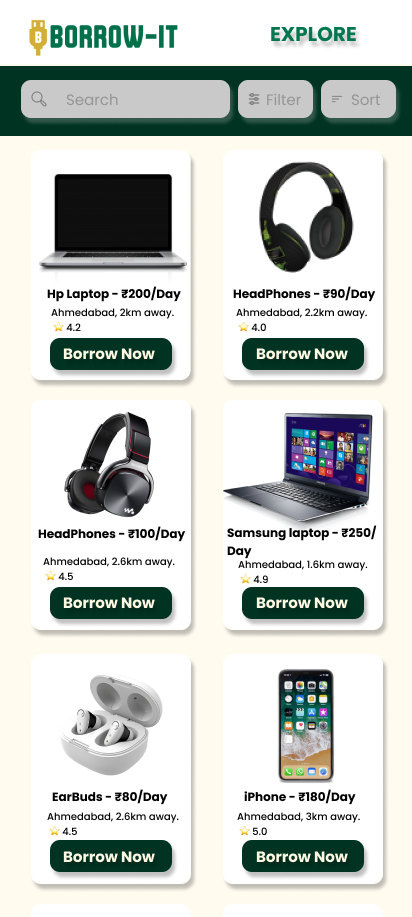 BORROW-IT
EXPLORE
Search
Filter
Sort
Hp Laptop - ₹200/Day
Ahmedabad, 2km away.
4.2
Borrow Now
HeadPhones - ₹90/Day
Ahmedabad, 2.2km away.
4.0
Borrow Now
HeadPhones - ₹100/Day
Ahmedabad, 2.6km away.
4.5
Borrow Now
Samsung laptop - ₹250/
Day
Ahmedabad, 1.6km away.
4.9
Borrow Now
EarBuds - ₹80/Day
Ahmedabad, 2.6km away.
4.5
Borrow Now
iPhone - ₹180/Day
Ahmedabad, 3km away.
5.0
Borrow Now